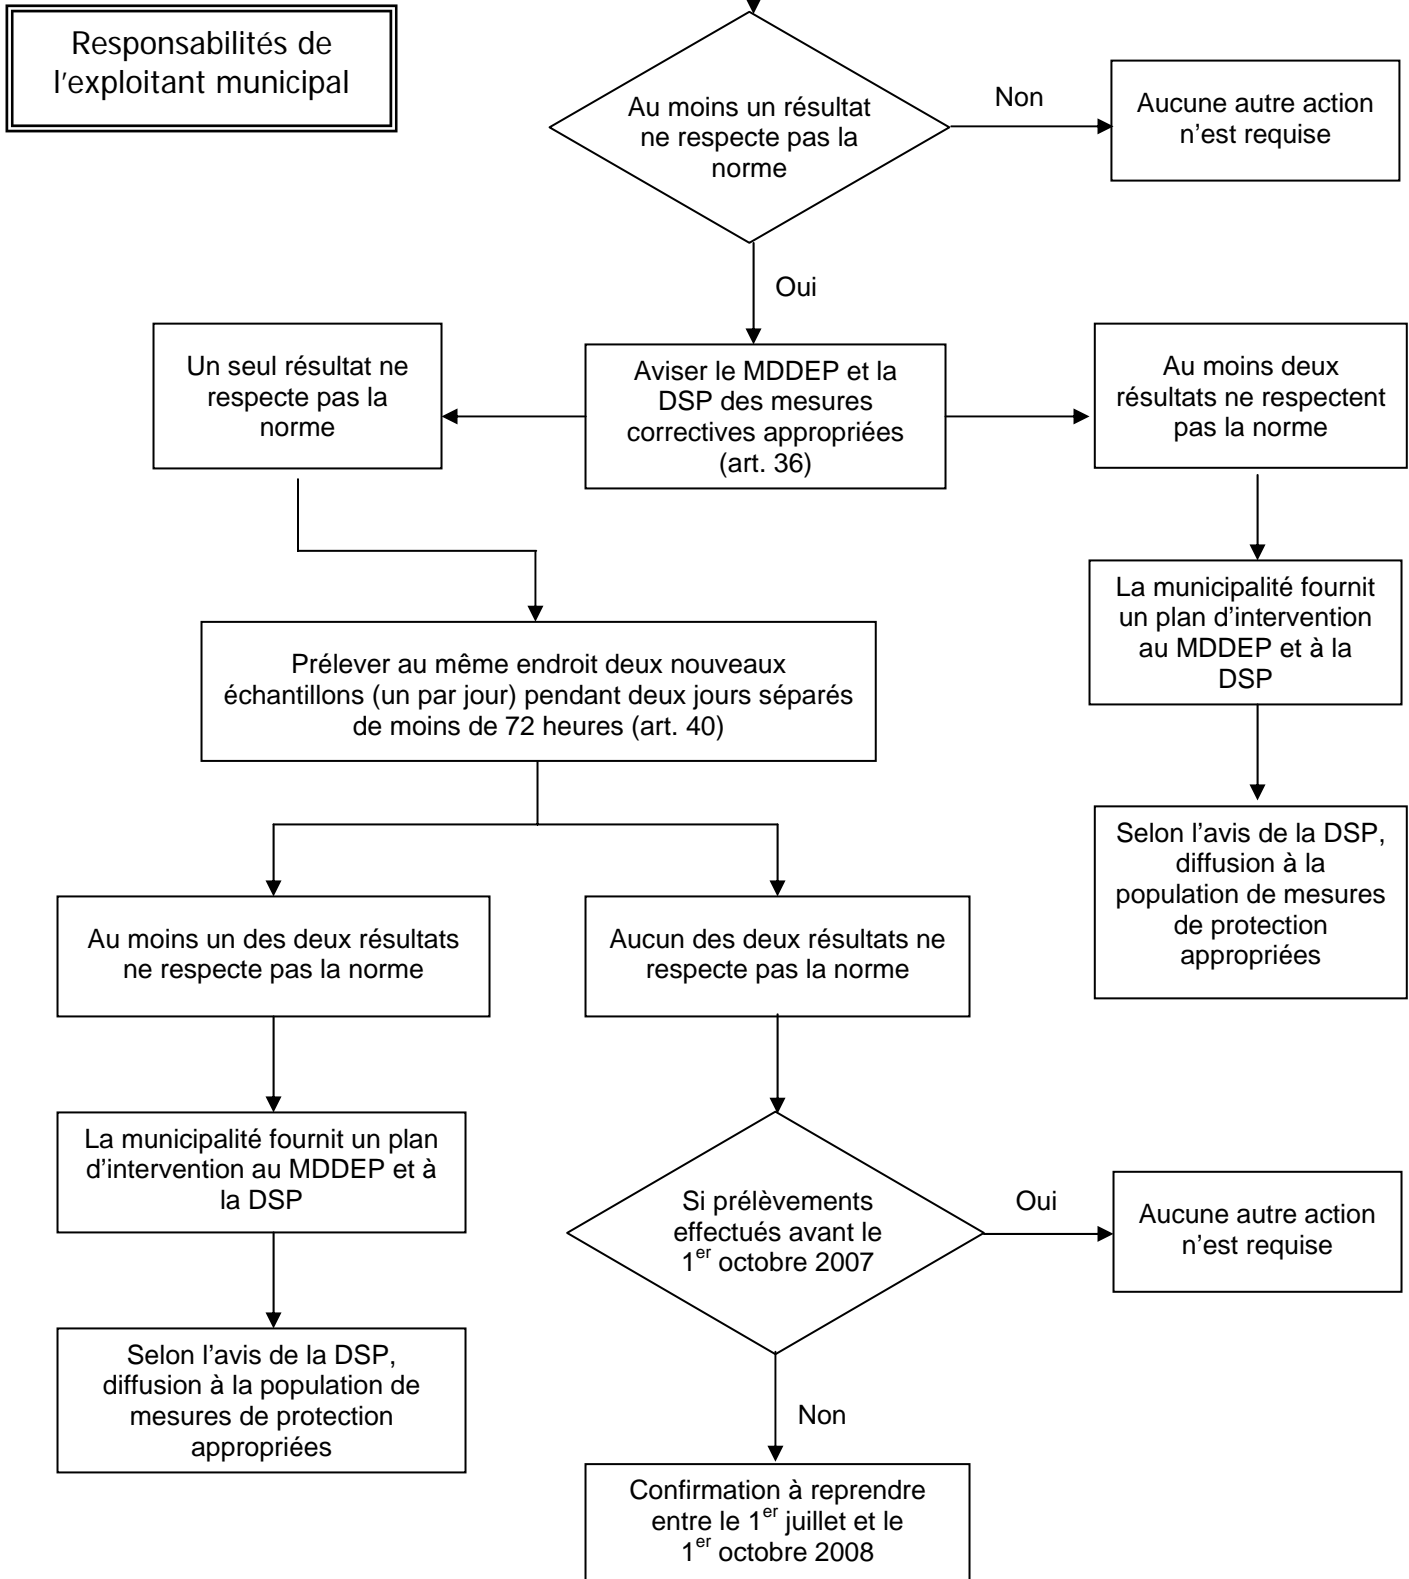 Responsabilités de
l'exploitant municipal
Au moins un résultat
ne respecte pas la
norme
Non
Aucune autre action
n'est requise
Oui
Un seul résultat ne
respecte pas la
norme
Aviser le MDDEP et la
DSP des mesures
correctives appropriées
(art. 36)
Au moins deux
résultats ne respectent
pas la norme
La municipalité fournit
un plan d'intervention
au MDDEP et à la
DSP
Selon l'avis de la DSP,
diffusion à la
population de mesures
de protection
appropriées
Prélever au même endroit deux nouveaux
échantillons (un par jour) pendant deux jours séparés
de moins de 72 heures (art. 40)
Au moins un des deux résultats
ne respecte pas la norme
Aucun des deux résultats ne
respecte pas la norme
La municipalité fournit un plan
d'intervention au MDDEP et à
la DSP
Selon l'avis de la DSP,
diffusion à la population de
mesures de protection
appropriées
Si prélèvements
effectués avant le
1er octobre 2007
Oui
Aucune autre action
n'est requise
Non
Confirmation à reprendre
entre le 1er juillet et le
1er octobre 2008